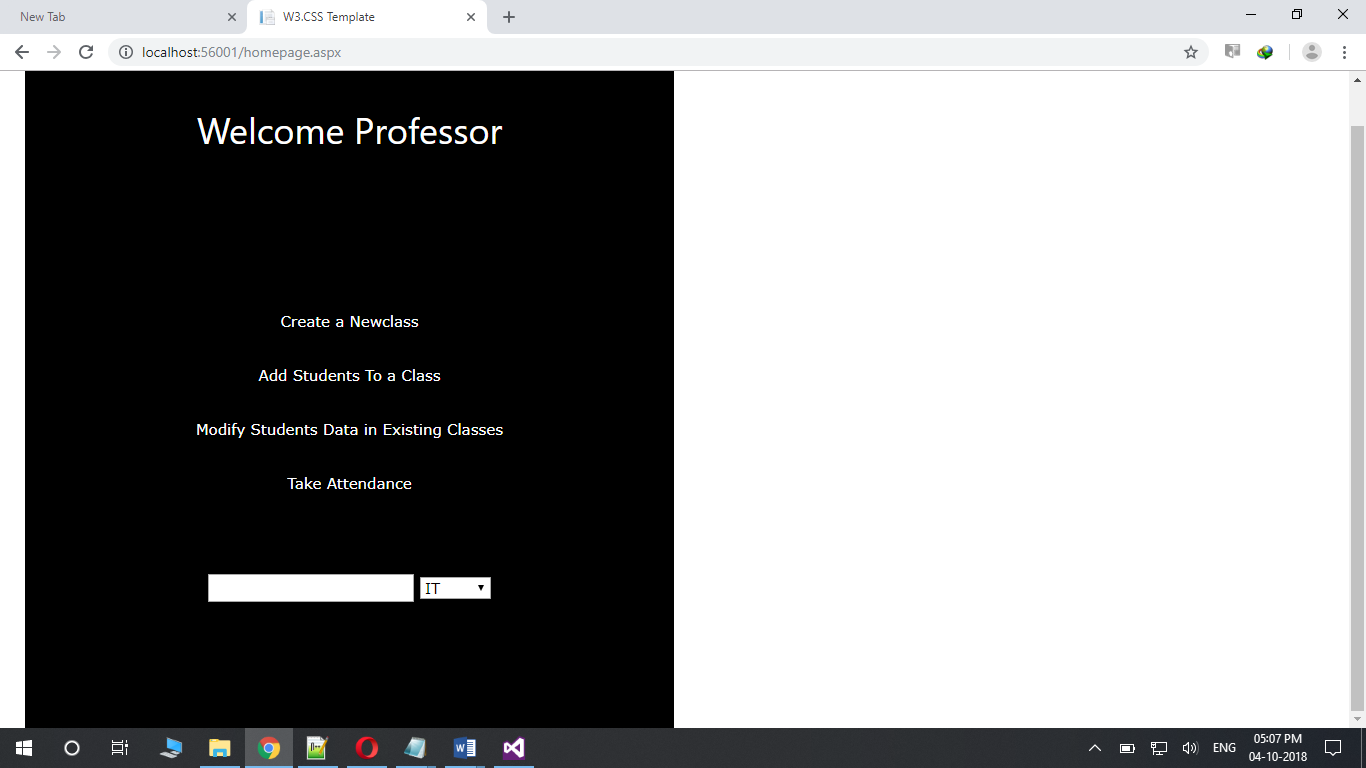 New Tab
W3.CSS Template
localhost:56001/homepage.aspx
Welcome Professor
Create a Newclass
Add Students To a Class
Modify Students Data in Existing Classes
Take Attendance
IT
ENG
05:07 PM
04-10-2018